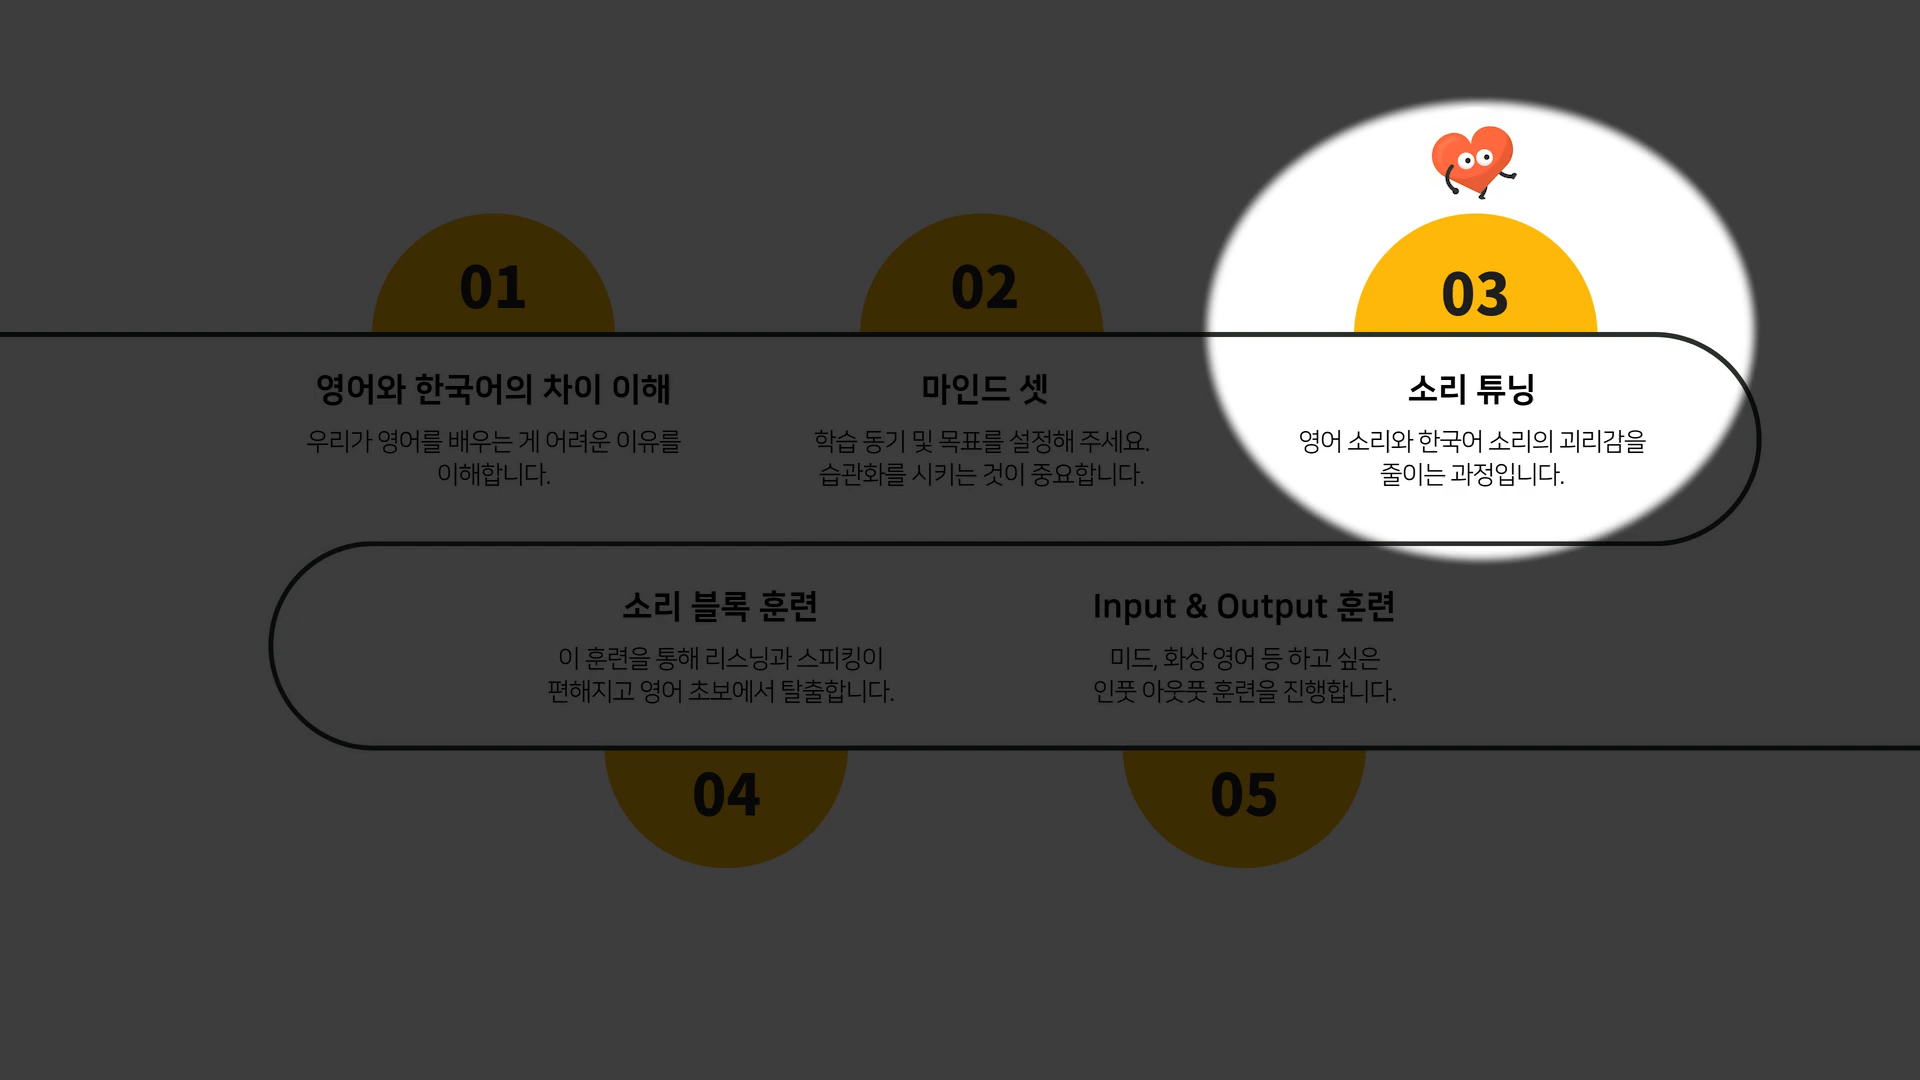 01
영어와 한국어의 차이 이해
우리가 영어를 배우는 게 어려운 이유를
이해합니다.
02
마인드 셋
학습 동기 및 목표를 설정해 주세요.
습관화를 시키는 것이 중요합니다.
03
소리 튜닝
영어 소리와 한국어 소리의 괴리감을
줄이는 과정입니다.
소리 블록 훈련
이 훈련을 통해 리스닝과 스피킹이
편해지고 영어 초보에서 탈출합니다.
04
Input & Output 훈련
미드, 화상 영어 등 하고 싶은
인풋 아웃풋 훈련을 진행합니다.
05